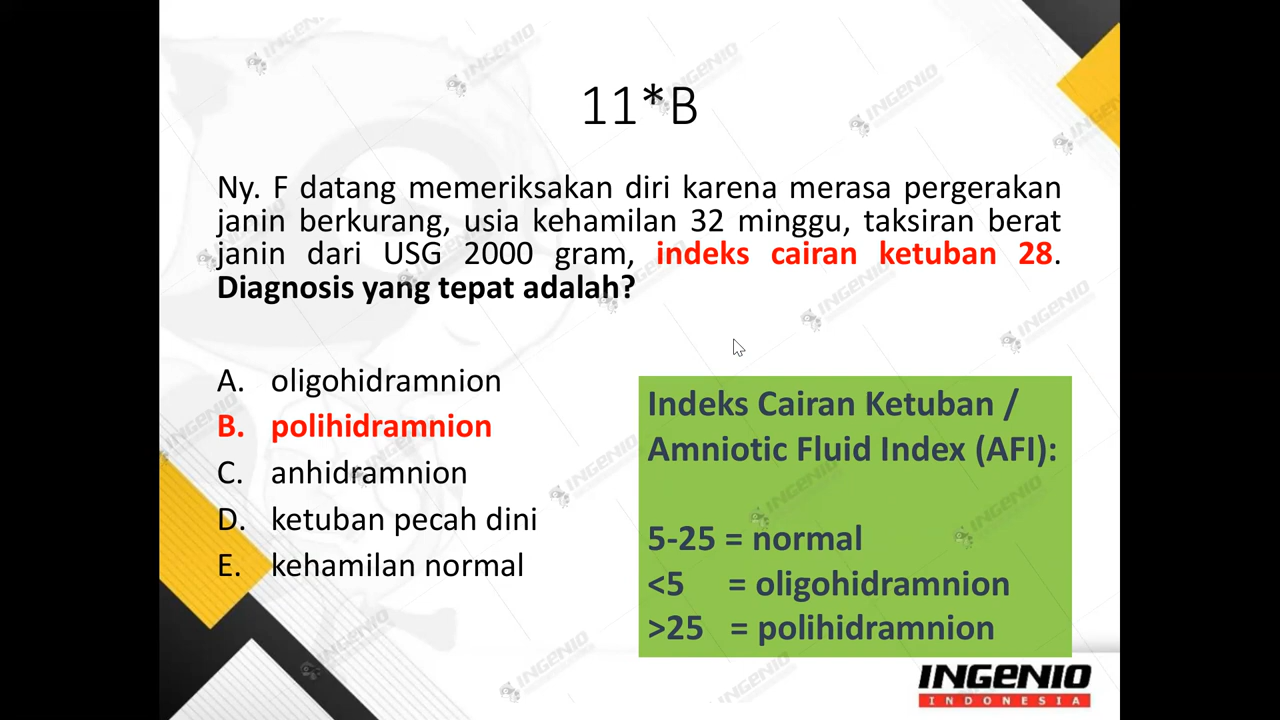 11*B
Ny. F datang memeriksakan diri karena merasa pergerakan
janin berkurang, usia kehamilan 32 minggu, taksiran berat
janin dari USG 2000 gram, indeks cairan ketuban 28.
Diagnosis yang tepat adalah?
A. oligohidramnion
B. polihidramnion
C. anhidramnion
D. ketuban pecah dini
E. kehamilan normal
Indeks Cairan Ketuban /
Amniotic Fluid Index (AFI):
5-25 = normal
<5 = oligohidramnion
>25 = polihidramnion
INGENIO
INDONESIA